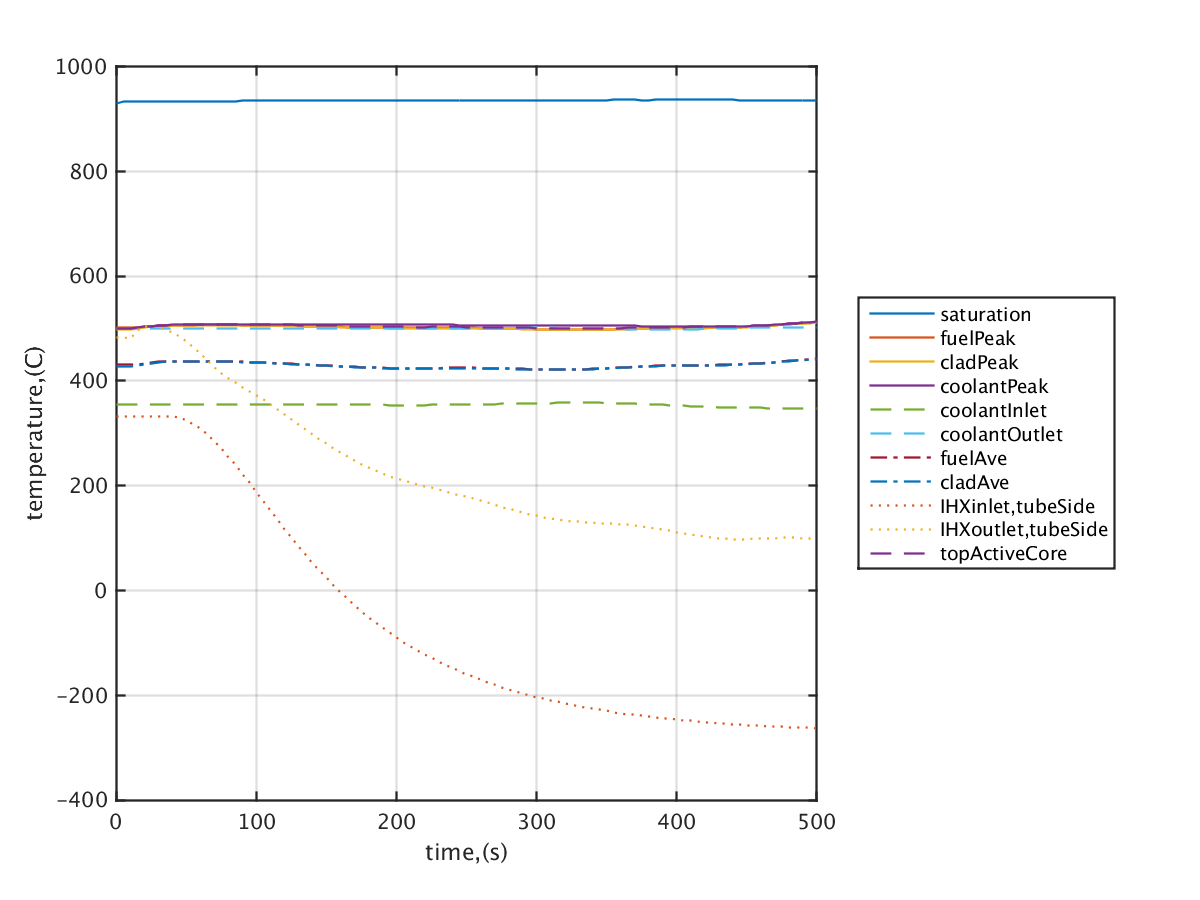 1000
800
600
400
200
0
−200
−400
0 100 200 300 400 500
time,(s)
temperature,(C)
saturation
fuelPeak
cladPeak
coolantPeak
coolantInlet
coolantOutlet
fuelAve
cladAve
IHXinlet,tubeSide
IHXoutlet,tubeSide
topActiveCore